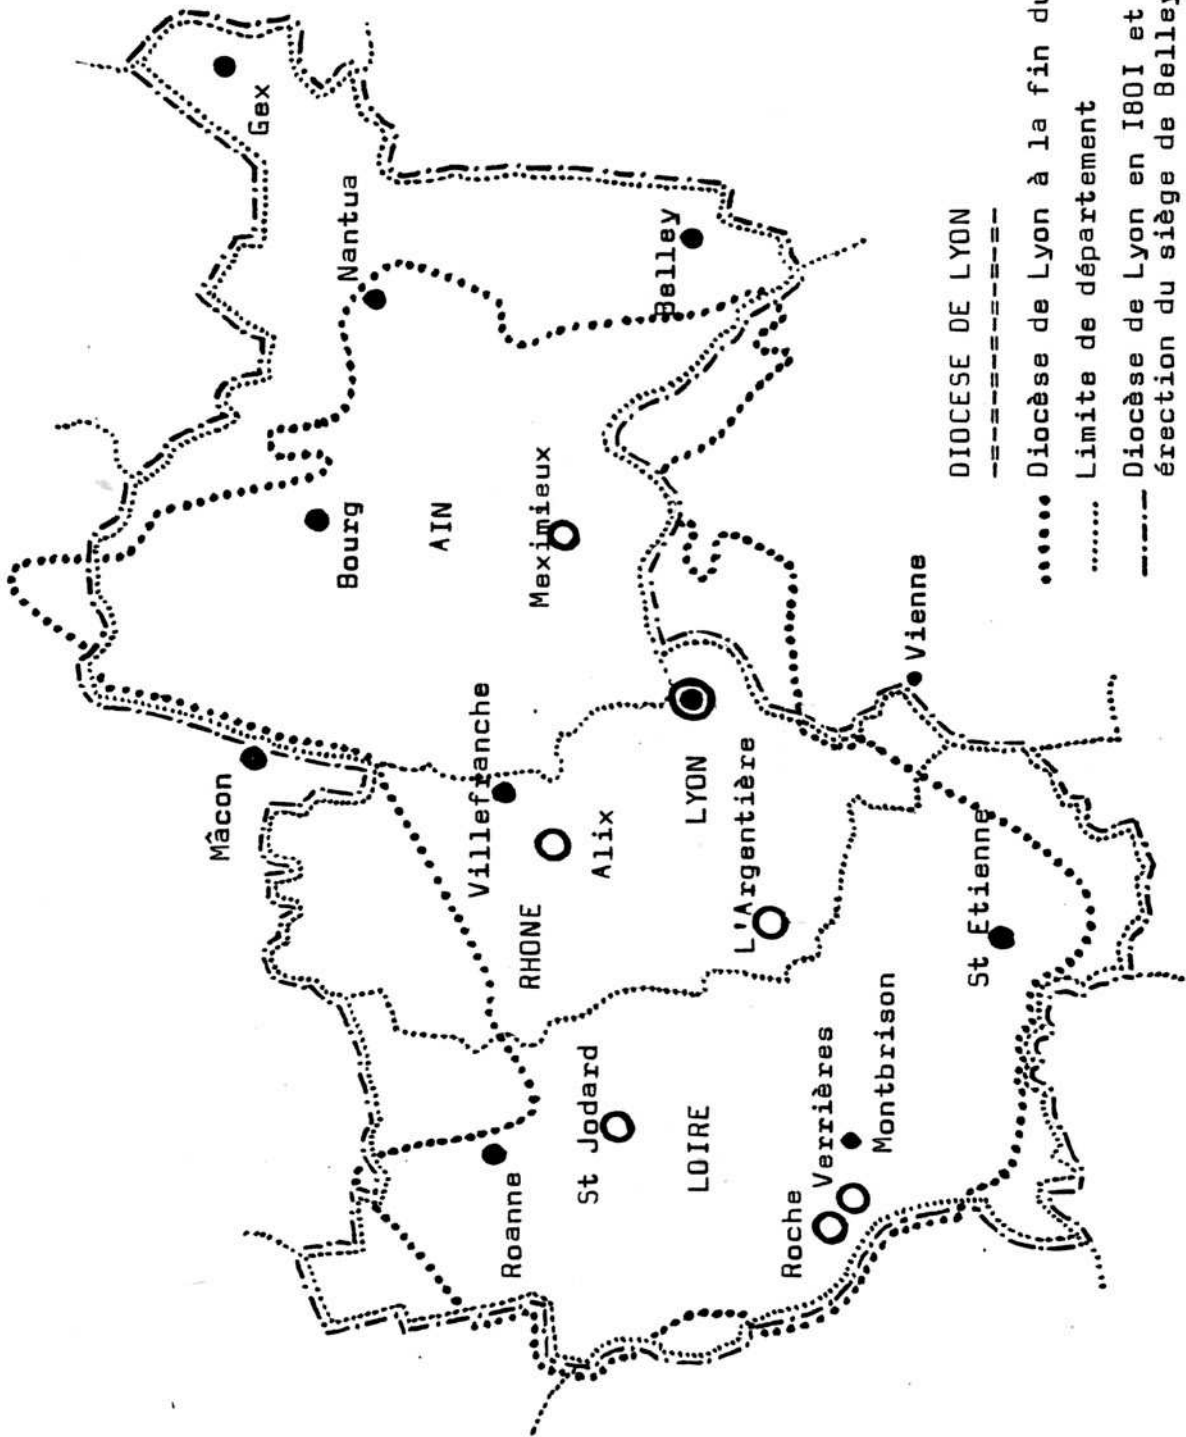 Gex
Nantua
Belley
Bourg
AIN
Meximieux
Mâcon
Villefranche
Alix
RHONE
LYON
L'Argentière
Vienne
Roanne
St Jodard
LOIRE
Roche
Verrières
Montbrison
St Etienne
DIOCESE DE LYON
-=-=-=-=-=-=-=-
Diocèse de Lyon à la fin du
Limite de département
Diocèse de Lyon en I80I et
érection du siège de Belley